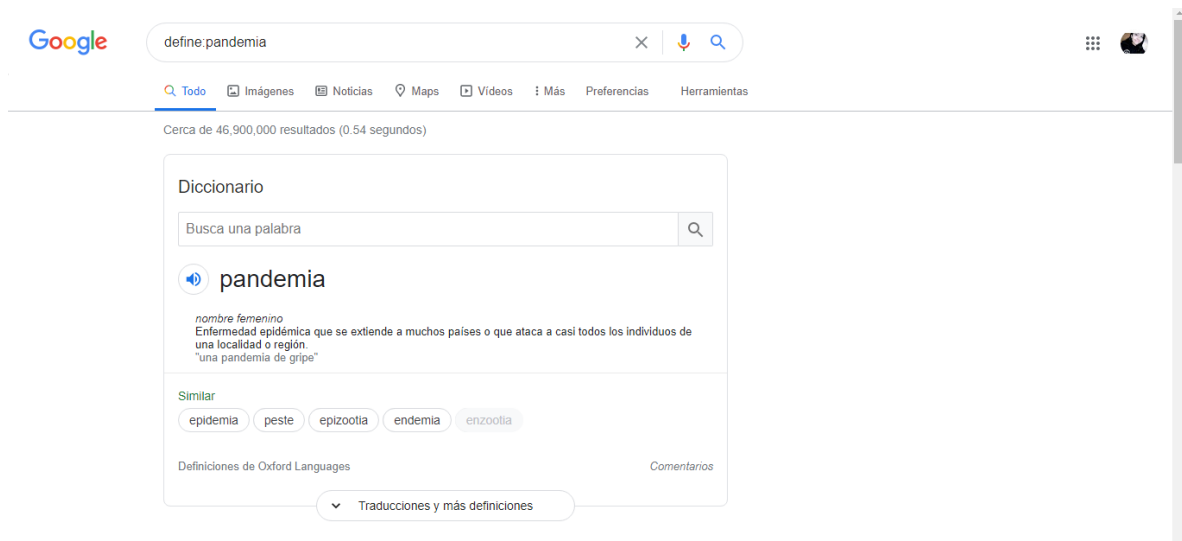 Google
define:pandemia
Todo Imágenes Noticias Maps Vídeos Más Preferencias Herramientas
Cerca de 46,900,000 resultados (0.54 segundos)
Diccionario
Busca una palabra
pandemia
nombre femenino
Enfermedad epidémica que se extiende a muchos países o que ataca a casi todos los individuos de
una localidad o región.
"una pandemia de gripe"
Similar
epidemia peste epizootia endemia enzootia
Definiciones de Oxford Languages Comentarios
Traducciones y más definiciones